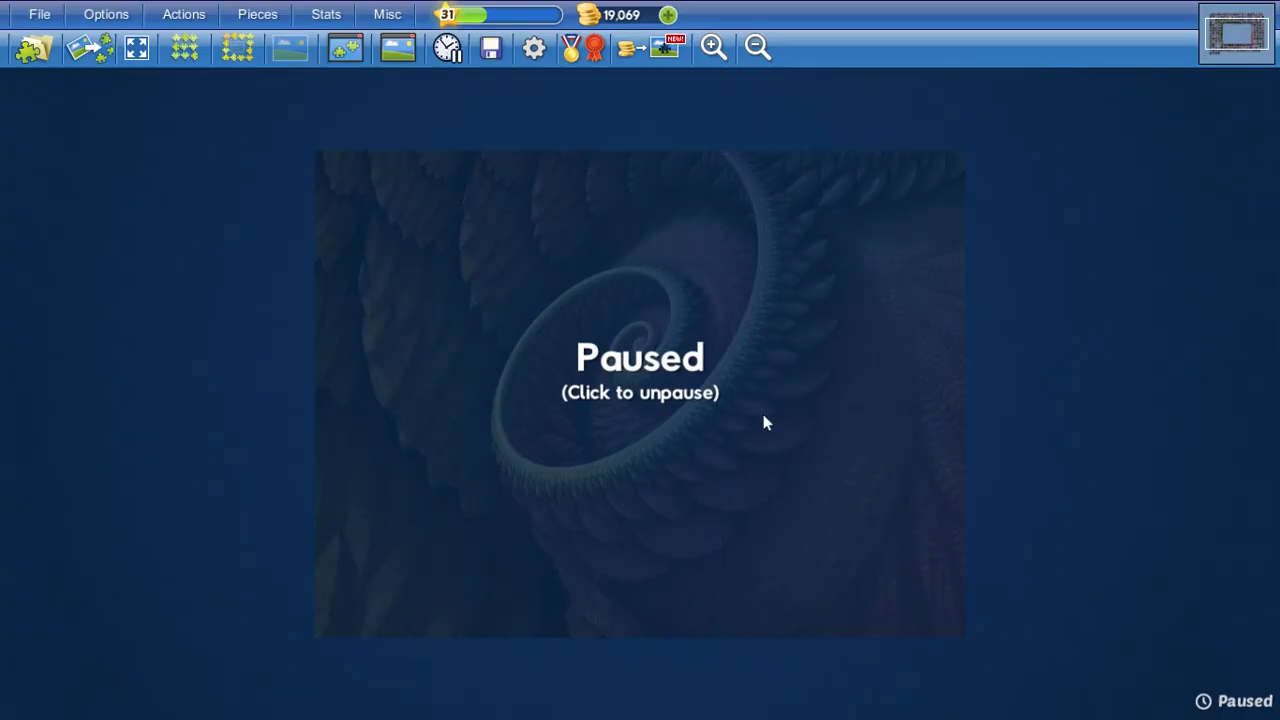 File Options Actions Pieces Stats Misc 31 19,069
NEW!
Paused
(Click to unpause)
Paused